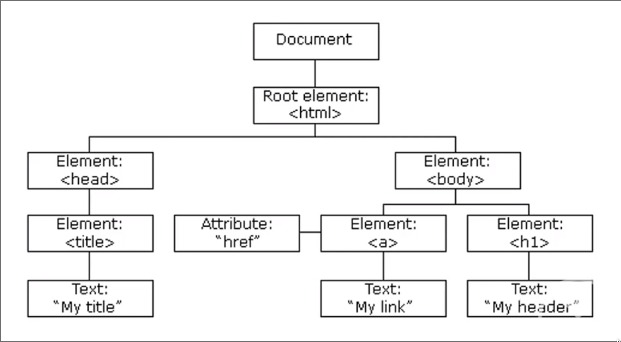 Document
Root element:
<html>
Element:
<head>
Element:
<body>
Element:
<title>
Attribute:
“href”
Element:
<a>
Element:
<h1>
Text:
“My title”
Text:
“My link”
Text:
“My header”